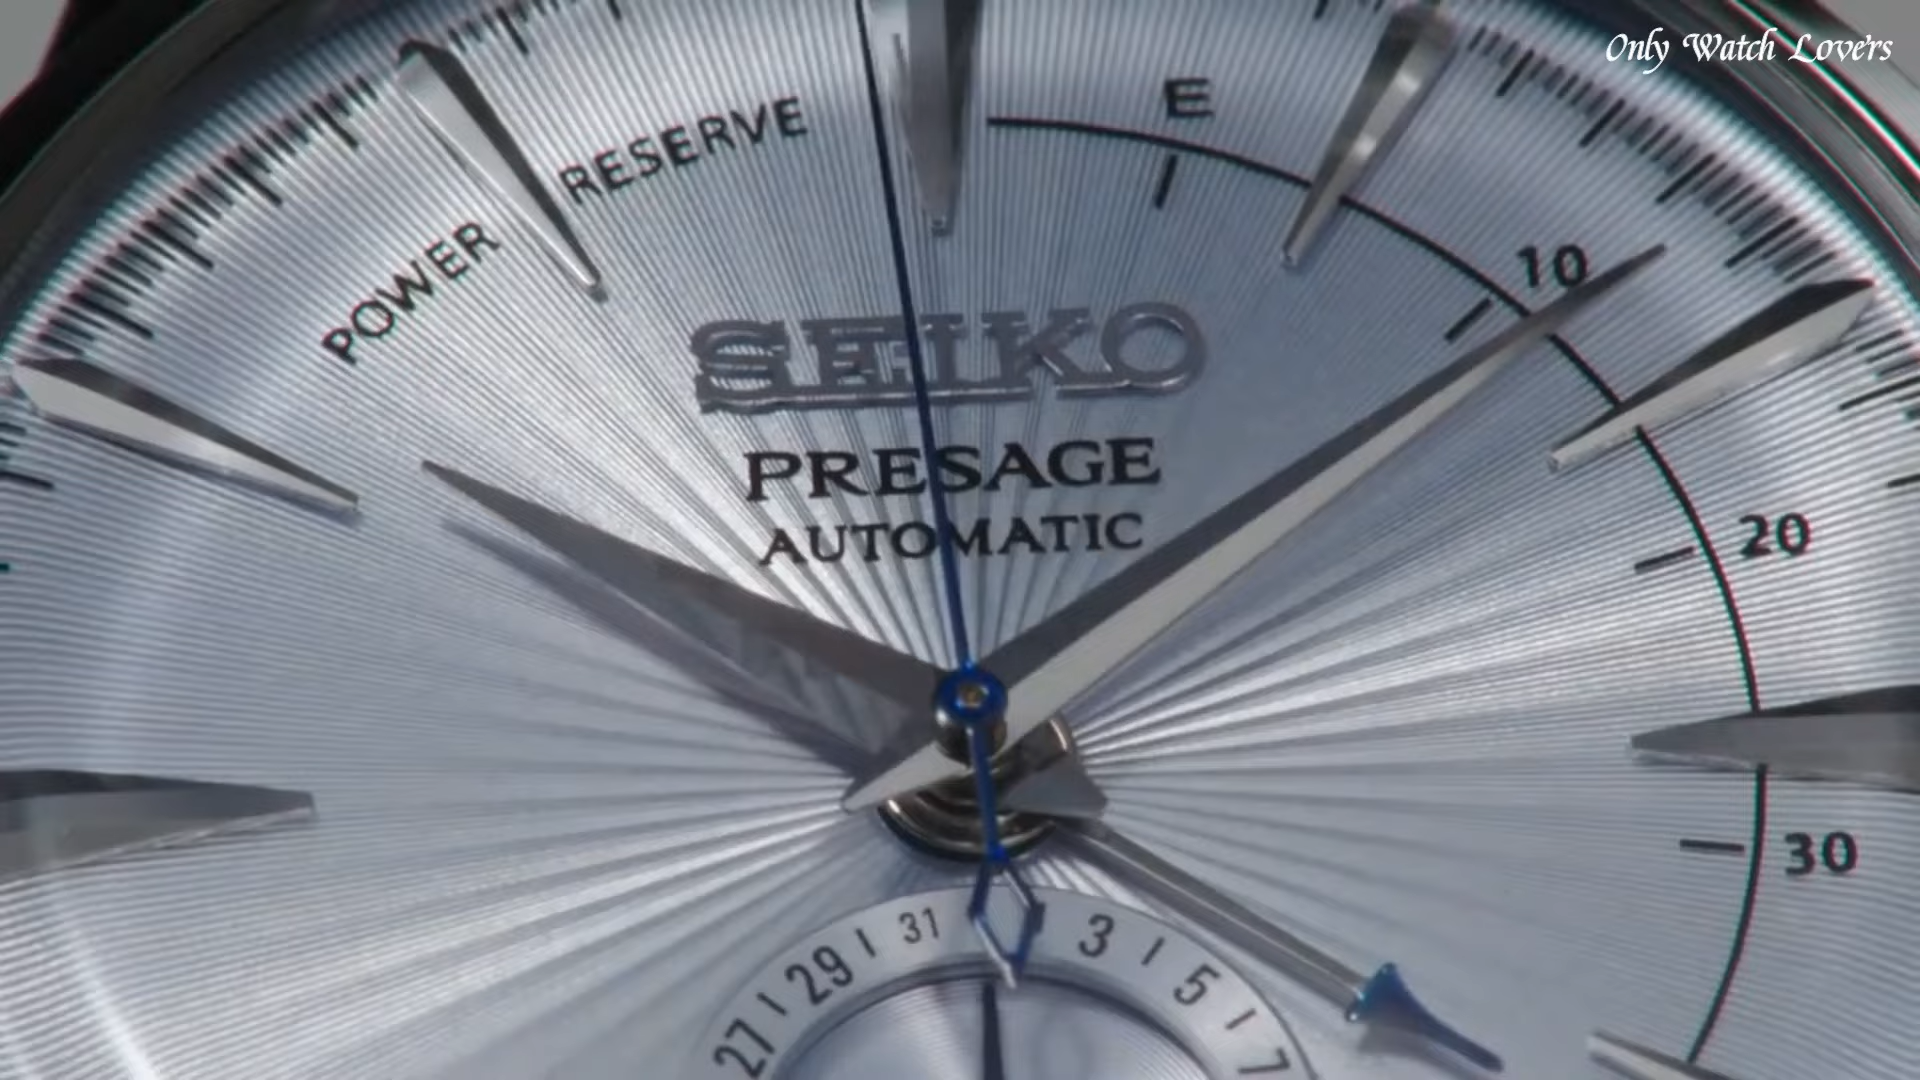 Only Watch Lovers
POWER RESERVE
E
10
20
30
SEIKO
PRESAGE
AUTOMATIC
27 29 31 3 5 7